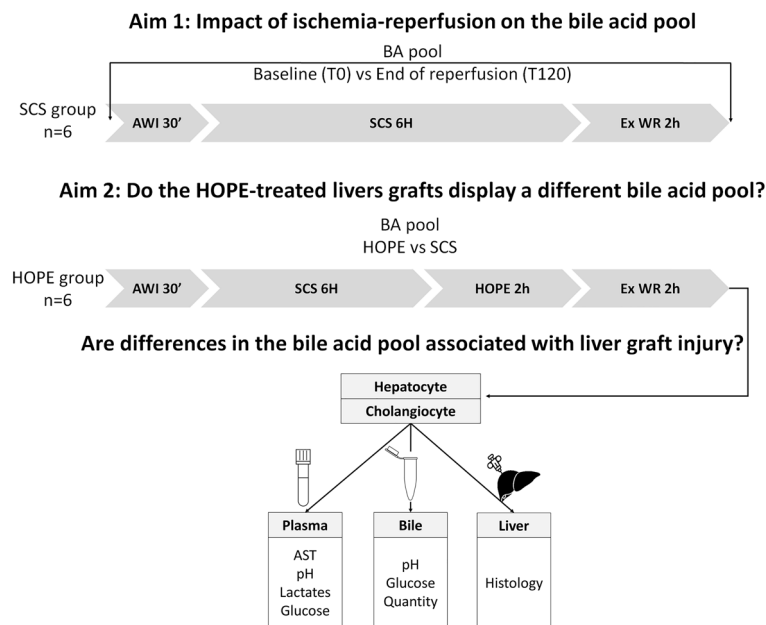 Aim 1: Impact of ischemia-reperfusion on the bile acid pool
BA pool
Baseline (T0) vs End of reperfusion (T120)
SCS group
n=6
AWI 30’
SCS 6H
Ex WR 2h
Aim 2: Do the HOPE-treated livers grafts display a different bile acid pool?
BA pool
HOPE vs SCS
HOPE group
n=6
AWI 30’
SCS 6H
HOPE 2h
Ex WR 2h
Are differences in the bile acid pool associated with liver graft injury?
Hepatocyte
Cholangiocyte
Plasma
AST
pH
Lactates
Glucose
Bile
pH
Glucose
Quantity
Liver
Histology